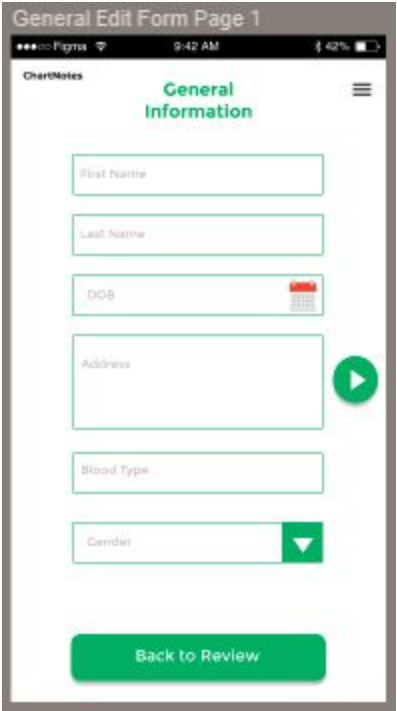 General Edit Form Page 1
Figma 9:42 AM 42%
ChartNotes
General
Information
First Name
Last Name
DOB
Address
Blood Type
Gender
Back to Review